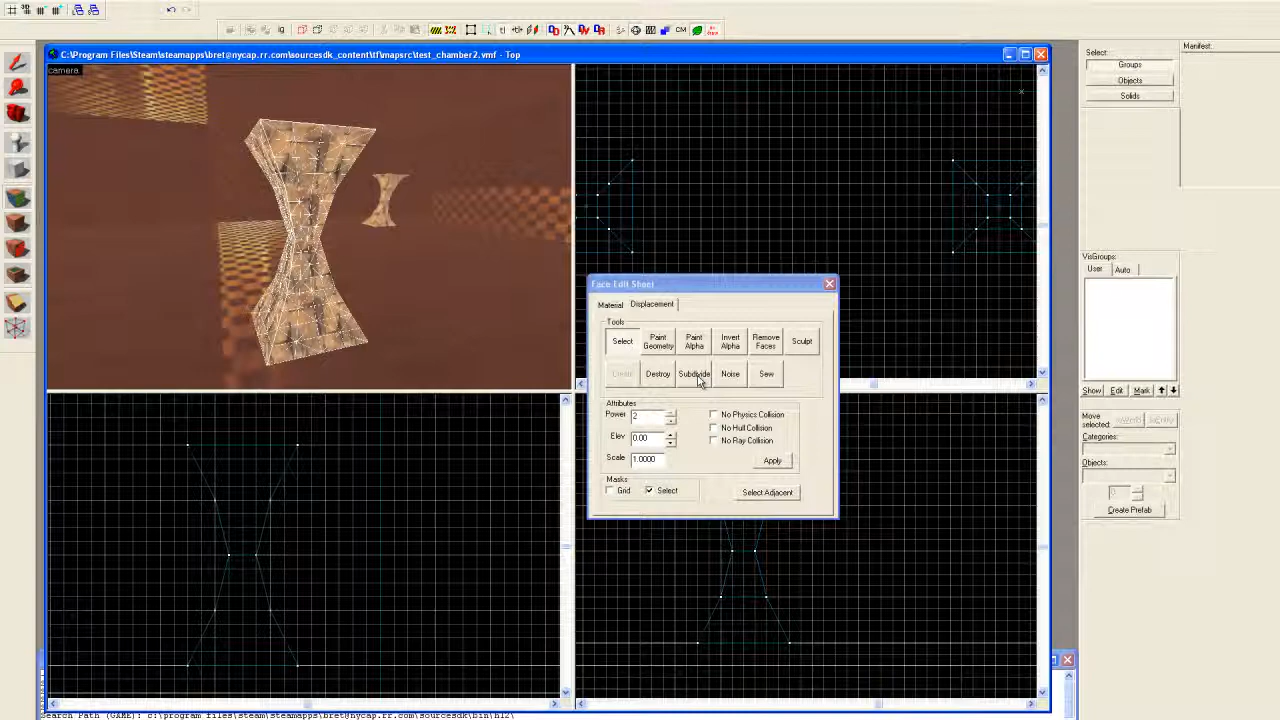 C:\Program Files\Steam\steamapps\bret@nycap.rr.com\sourcesdk_content\tf\mapsrc\test_chamber2.vmf - Top
camera
Select:
Groups
Objects
Solids
Manifest:
Face Edit Sheet
Material
Displacement
Tools
Select
Paint Geometry
Paint Alpha
Invert Alpha
Remove Faces
Sculpt
Create
Destroy
Subdivide
Noise
Sew
Attributes
Power 2
Elev 0.00
Scale 1.0000
No Physics Collision
No Hull Collision
No Ray Collision
Apply
Masks
Grid
Select
Select Adjacent
VisGroups:
User
Auto
Show
Edit
Mark
Move selected:
toWorld
toEntity
Categories:
Objects:
0
Create Prefab
Search Path (GAME): c:\program files\steam\steamapps\bret@nycap.rr.com\sourcesdk\bin\hl2\